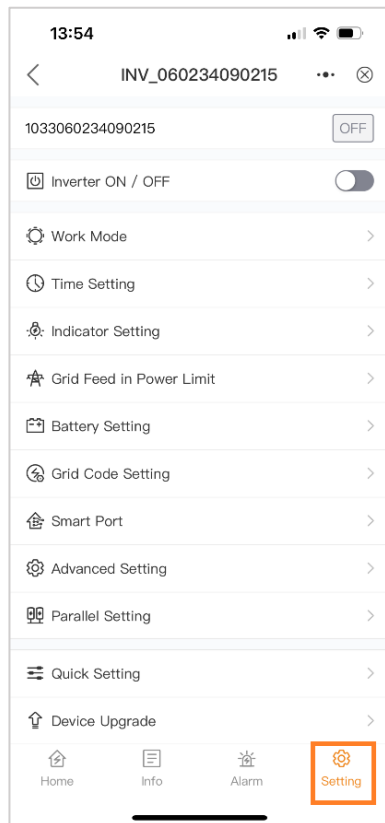 13:54
INV_060234090215
1033060234090215 OFF
Inverter ON / OFF
Work Mode
Time Setting
Indicator Setting
Grid Feed in Power Limit
Battery Setting
Grid Code Setting
Smart Port
Advanced Setting
Parallel Setting
Quick Setting
Device Upgrade
Home Info Alarm Setting